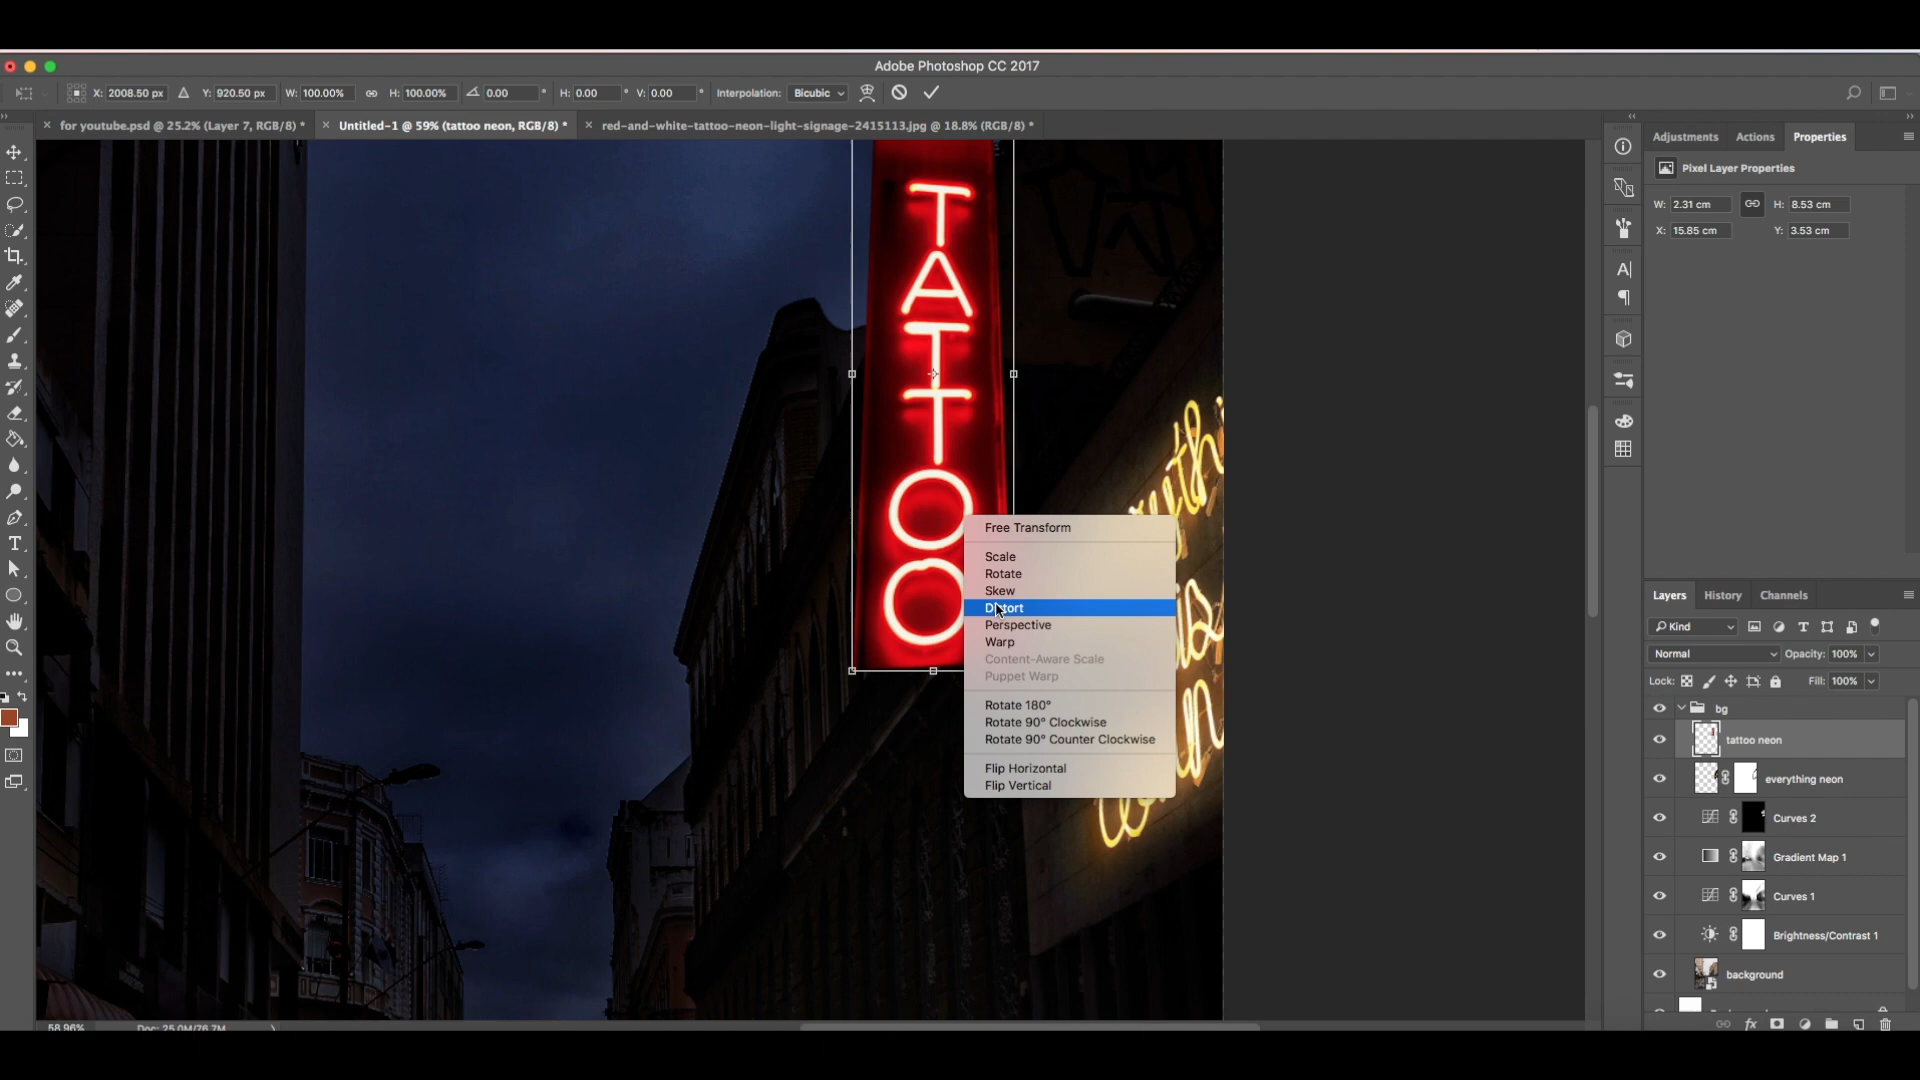 Adobe Photoshop CC 2017
X: 2008.50 px Y: 920.50 px W: 100.00% H: 100.00% 0.00 ° H: 0.00 ° V: 0.00 ° Interpolation: Bicubic
× for youtube.psd @ 25.2% (Layer 7, RGB/8) * × Untitled-1 @ 59% (tattoo neon, RGB/8) * × red-and-white-tattoo-neon-light-signage-2415113.jpg @ 18.8% (RGB/8) *
Adjustments Actions Properties
Pixel Layer Properties
W: 2.31 cm H: 8.53 cm
X: 15.85 cm Y: 3.53 cm
T
A
T
T
O
O
Free Transform
Scale
Rotate
Skew
Perspective
Warp
Content-Aware Scale
Puppet Warp
Rotate 180°
Rotate 90° Clockwise
Rotate 90° Counter Clockwise
Flip Horizontal
Flip Vertical
Layers History Channels
Kind
Normal Opacity: 100%
Lock: Fill: 100%
bg
tattoo neon
everything neon
Curves 2
Gradient Map 1
Curves 1
Brightness/Contrast 1
background
58.96% Doc: 25.0M/76.7M